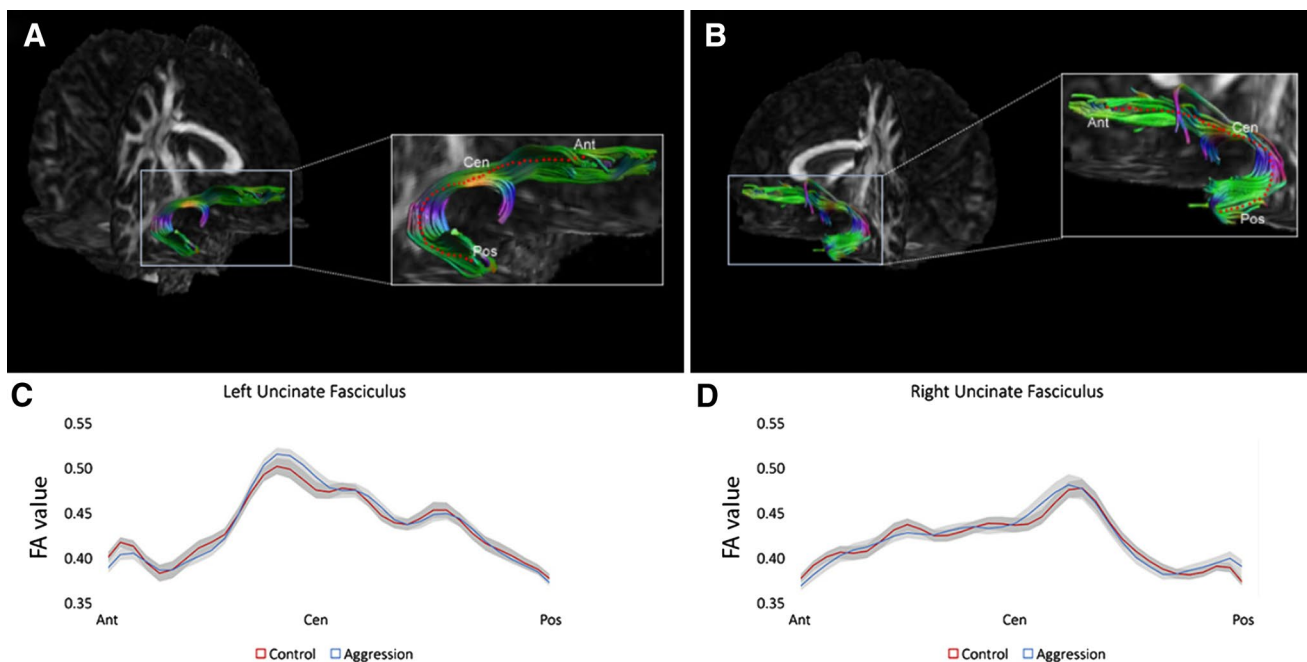 A
Cen
Ant
Pos
B
Ant
Cen
Pos
C
Left Uncinate Fasciculus
FA value
0.55
0.50
0.45
0.40
0.35
Ant
Cen
Pos
Control
Aggression
D
Right Uncinate Fasciculus
FA value
0.55
0.50
0.45
0.40
0.35
Ant
Cen
Pos
Control
Aggression